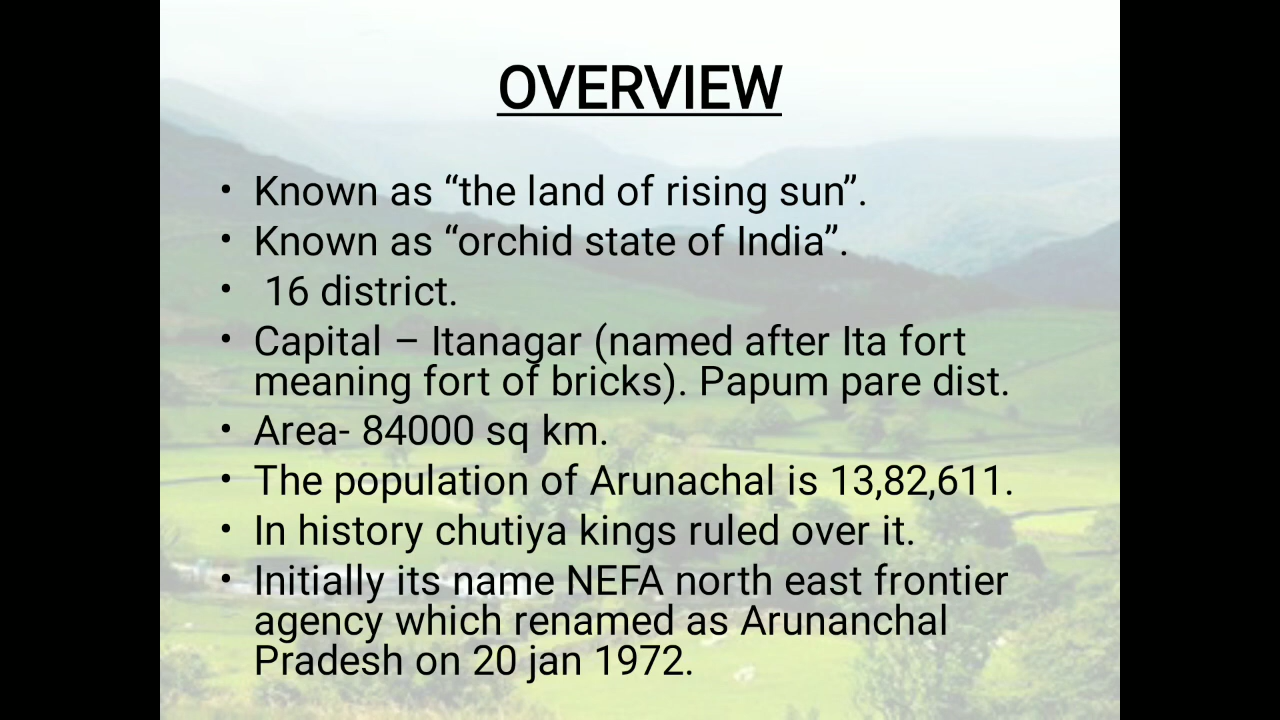 OVERVIEW
• Known as “the land of rising sun”.
• Known as “orchid state of India”.
• 16 district.
• Capital – Itanagar (named after Ita fort
meaning fort of bricks). Papum pare dist.
• Area- 84000 sq km.
• The population of Arunachal is 13,82,611.
• In history chutiya kings ruled over it.
• Initially its name NEFA north east frontier
agency which renamed as Arunanchal
Pradesh on 20 jan 1972.